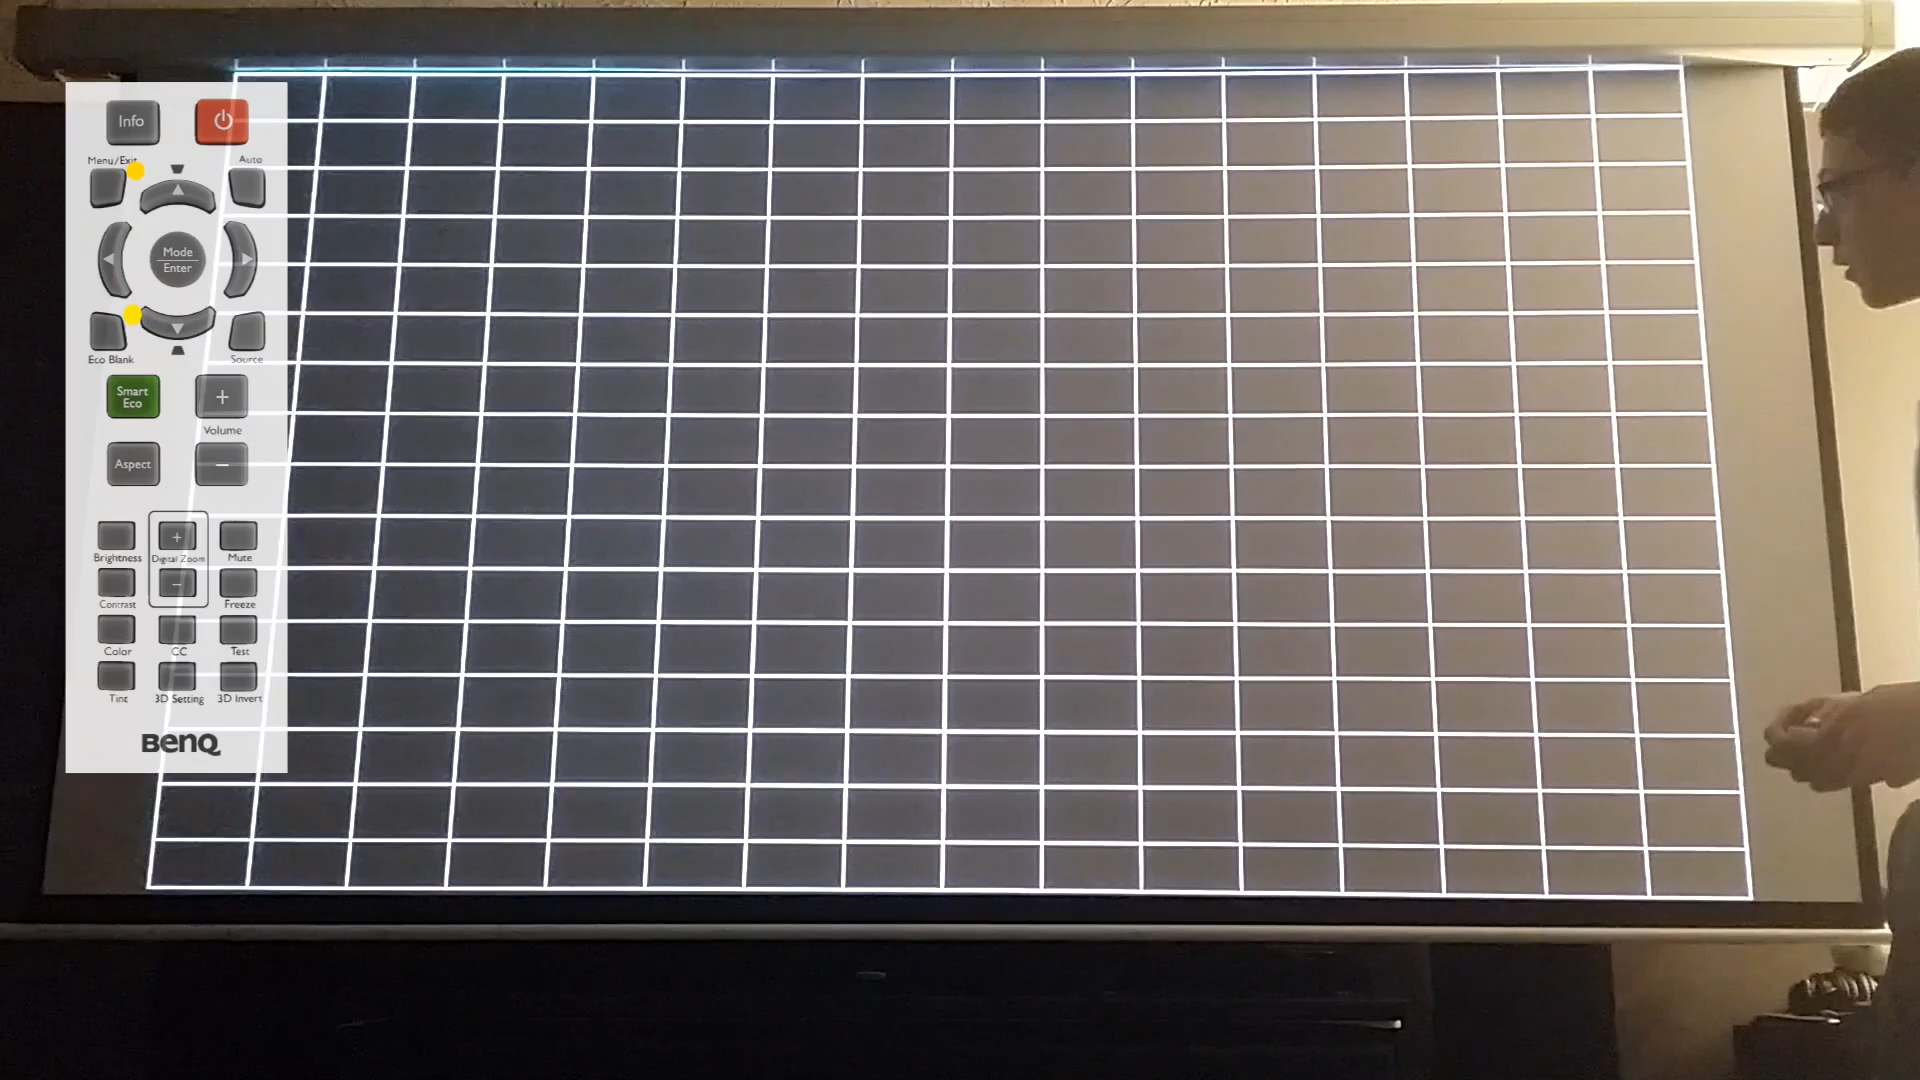 Info
Menu/Exit
Auto
Mode
Enter
Eco Blank
Source
Smart
Eco
+
Volume
Aspect
−
+
Brightness
Digital Zoom
Mute
−
Contrast
Freeze
Color
CC
Test
Tint
3D Setting
3D Invert
BenQ